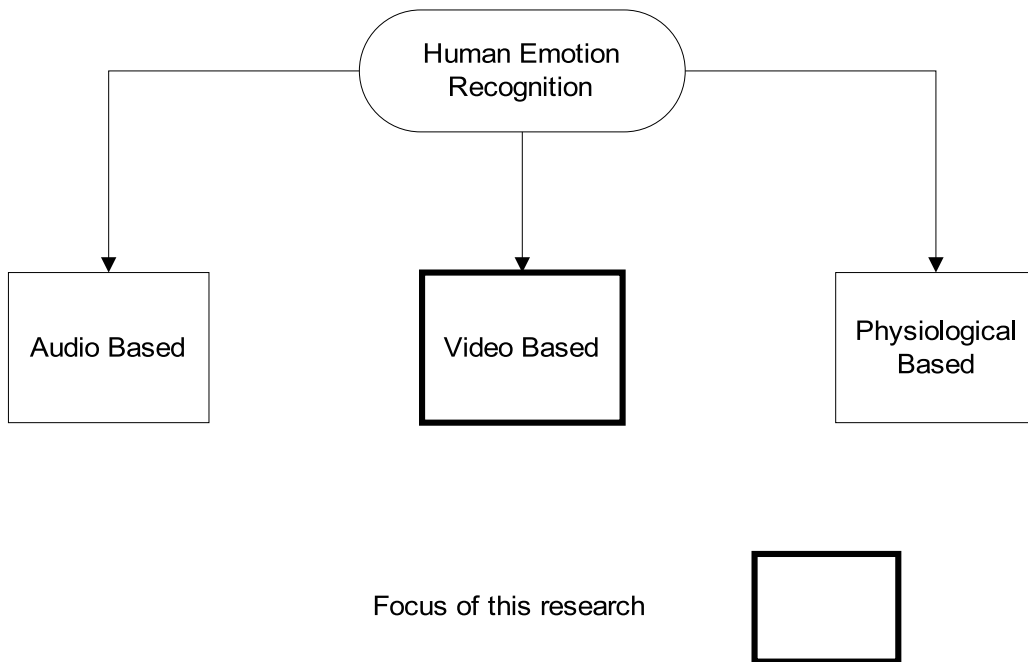 Human Emotion
Recognition
Audio Based
Video Based
Physiological
Based
Focus of this research